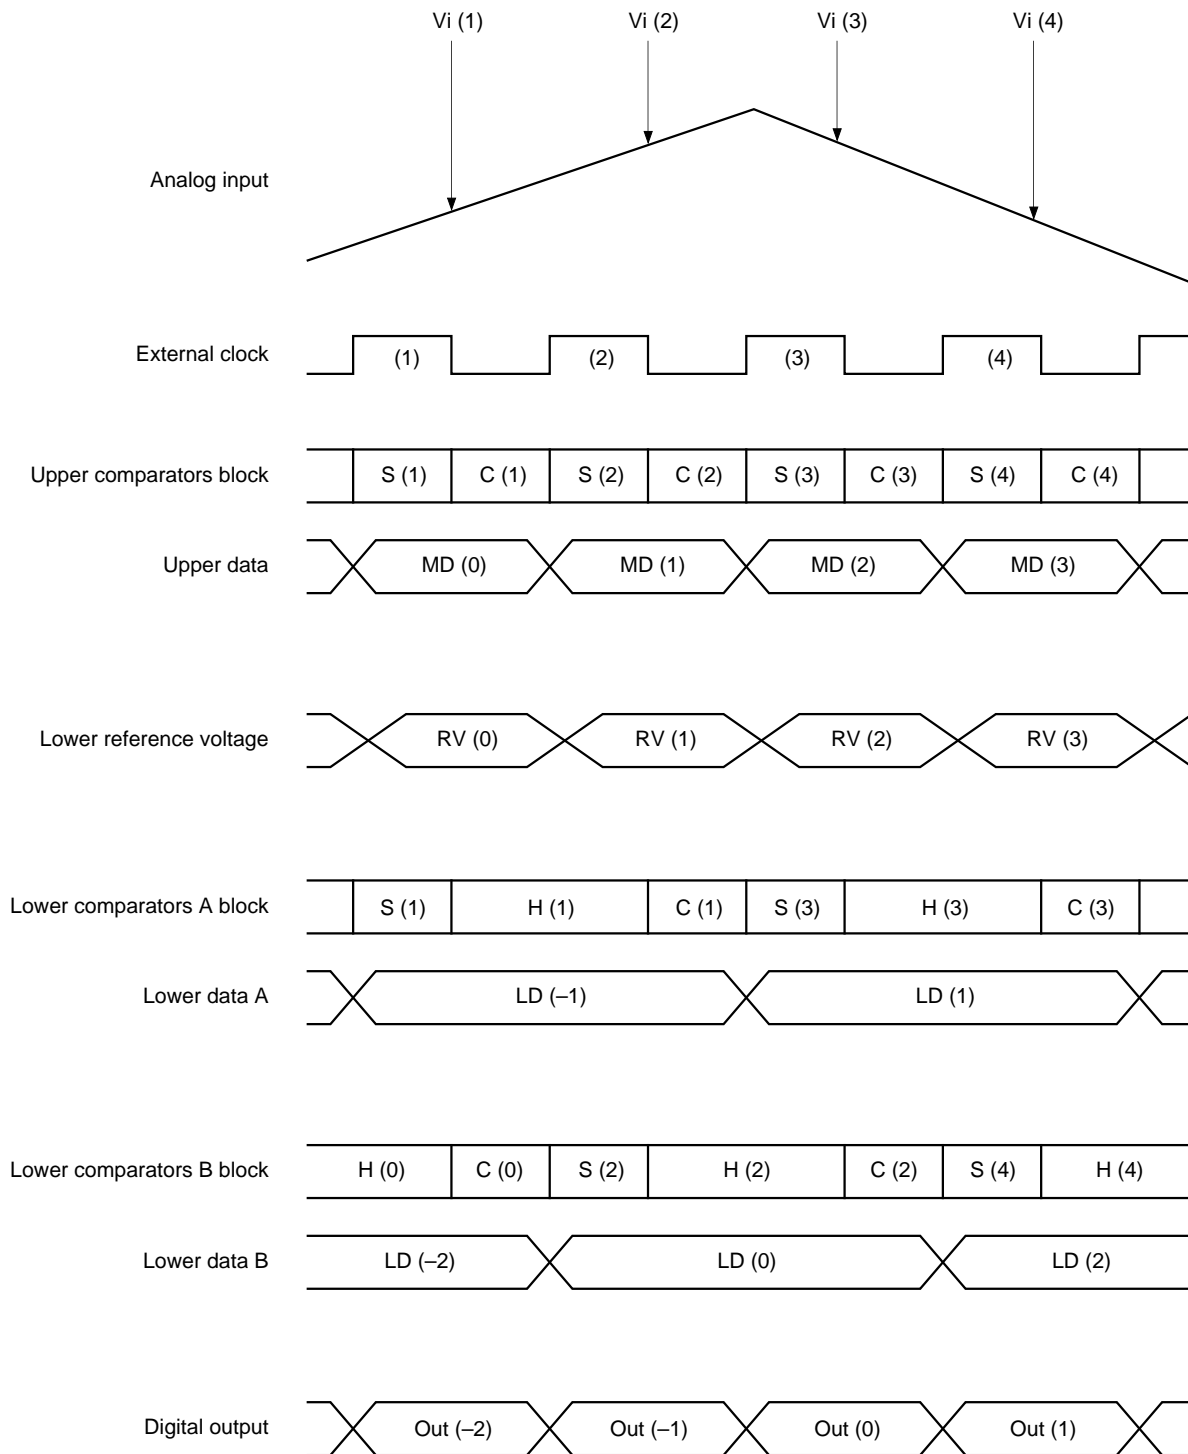 Vi (1) Vi (2) Vi (3) Vi (4)
Analog input
External clock (1) (2) (3) (4)
Upper comparators block S (1) C (1) S (2) C (2) S (3) C (3) S (4) C (4)
Upper data MD (0) MD (1) MD (2) MD (3)
Lower reference voltage RV (0) RV (1) RV (2) RV (3)
Lower comparators A block S (1) H (1) C (1) S (3) H (3) C (3)
Lower data A LD (–1) LD (1)
Lower comparators B block H (0) C (0) S (2) H (2) C (2) S (4) H (4)
Lower data B LD (–2) LD (0) LD (2)
Digital output Out (–2) Out (–1) Out (0) Out (1)